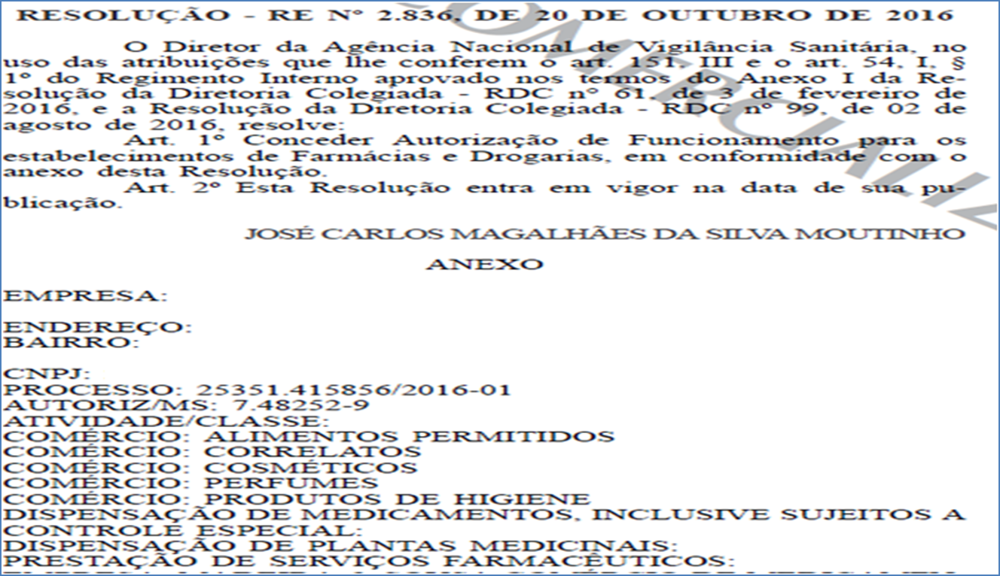 RESOLUÇÃO - RE Nº 2.836, DE 20 DE OUTUBRO DE 2016
O Diretor da Agência Nacional de Vigilância Sanitária, no
uso das atribuições que lhe conferem o art. 151, III e o art. 54, I, §
1º do Regimento Interno aprovado nos termos do Anexo I da Re-
solução da Diretoria Colegiada - RDC nº 61, de 3 de fevereiro de
2016, e a Resolução da Diretoria Colegiada - RDC nº 99, de 02 de
agosto de 2016, resolve:
Art. 1º Conceder Autorização de Funcionamento para os
estabelecimentos de Farmácias e Drogarias, em conformidade com o
anexo desta Resolução.
Art. 2º Esta Resolução entra em vigor na data de sua pu-
blicação.
JOSÉ CARLOS MAGALHÃES DA SILVA MOUTINHO
ANEXO
EMPRESA:
ENDEREÇO:
BAIRRO:
CNPJ:
PROCESSO: 25351.415856/2016-01
AUTORIZ/MS: 7.48252-9
ATIVIDADE/CLASSE:
COMÉRCIO: ALIMENTOS PERMITIDOS
COMÉRCIO: CORRELATOS
COMÉRCIO: COSMÉTICOS
COMÉRCIO: PERFUMES
COMÉRCIO: PRODUTOS DE HIGIENE
DISPENSAÇÃO DE MEDICAMENTOS, INCLUSIVE SUJEITOS A
CONTROLE ESPECIAL:
DISPENSAÇÃO DE PLANTAS MEDICINAIS:
PRESTAÇÃO DE SERVIÇOS FARMACÊUTICOS: